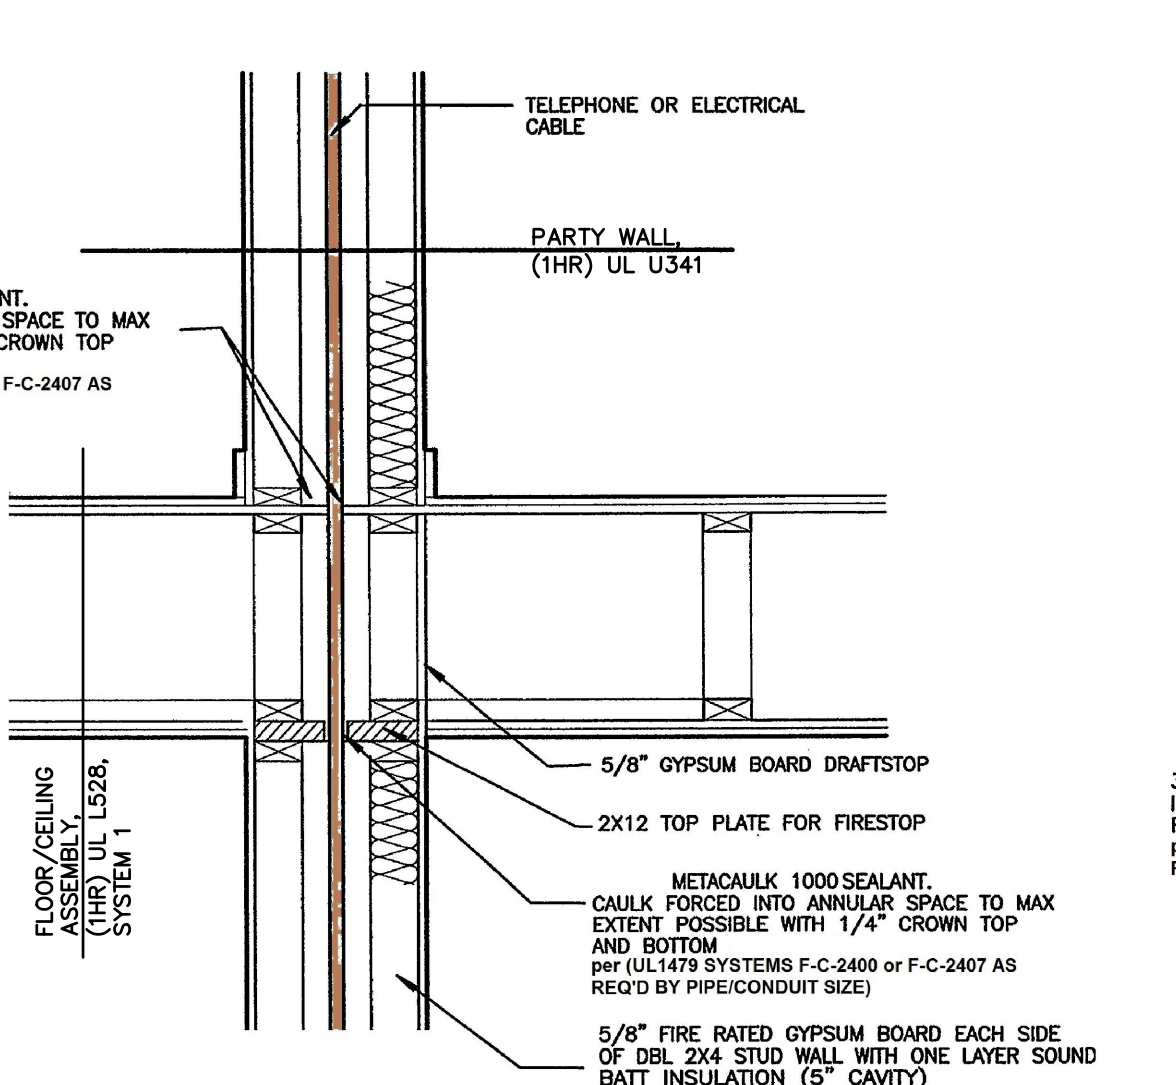 TELEPHONE OR ELECTRICAL
CABLE
PARTY WALL,
(1HR) UL U341
NT.
SPACE TO MAX
CROWN TOP
F-C-2407 AS
FLOOR/CEILING
ASSEMBLY,
(1HR) UL L528,
SYSTEM 1
5/8" GYPSUM BOARD DRAFTSTOP
2X12 TOP PLATE FOR FIRESTOP
METACAULK 1000 SEALANT.
CAULK FORCED INTO ANNULAR SPACE TO MAX
EXTENT POSSIBLE WITH 1/4" CROWN TOP
AND BOTTOM
per (UL1479 SYSTEMS F-C-2400 or F-C-2407 AS
REQ'D BY PIPE/CONDUIT SIZE)
5/8" FIRE RATED GYPSUM BOARD EACH SIDE
OF DBL 2X4 STUD WALL WITH ONE LAYER SOUND
BATT INSULATION (5" CAVITY)